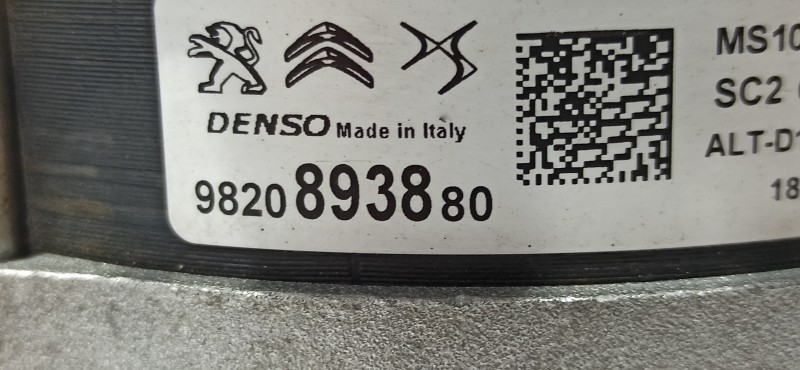 DENSO Made in Italy
9820893880
MS10
SC2
ALT-D1
18